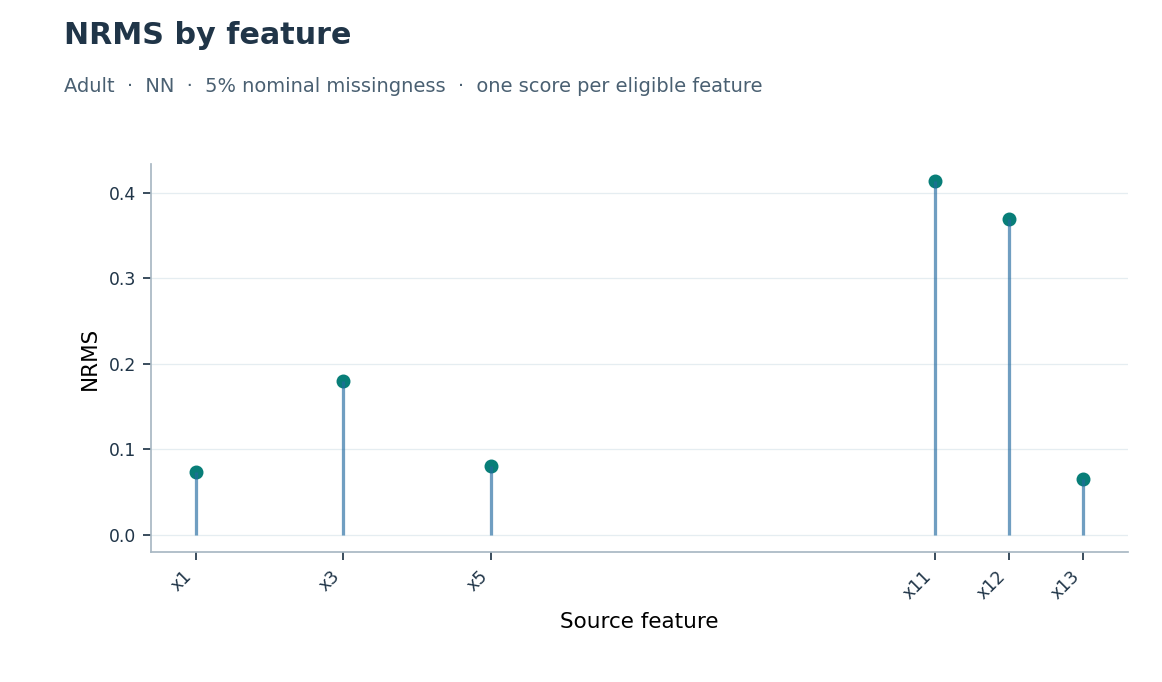 NRMS by feature
Adult · NN · 5% nominal missingness · one score per eligible feature
NRMS
0.4
0.3
0.2
0.1
0.0
x1
x3
x5
x11
x12
x13
Source feature